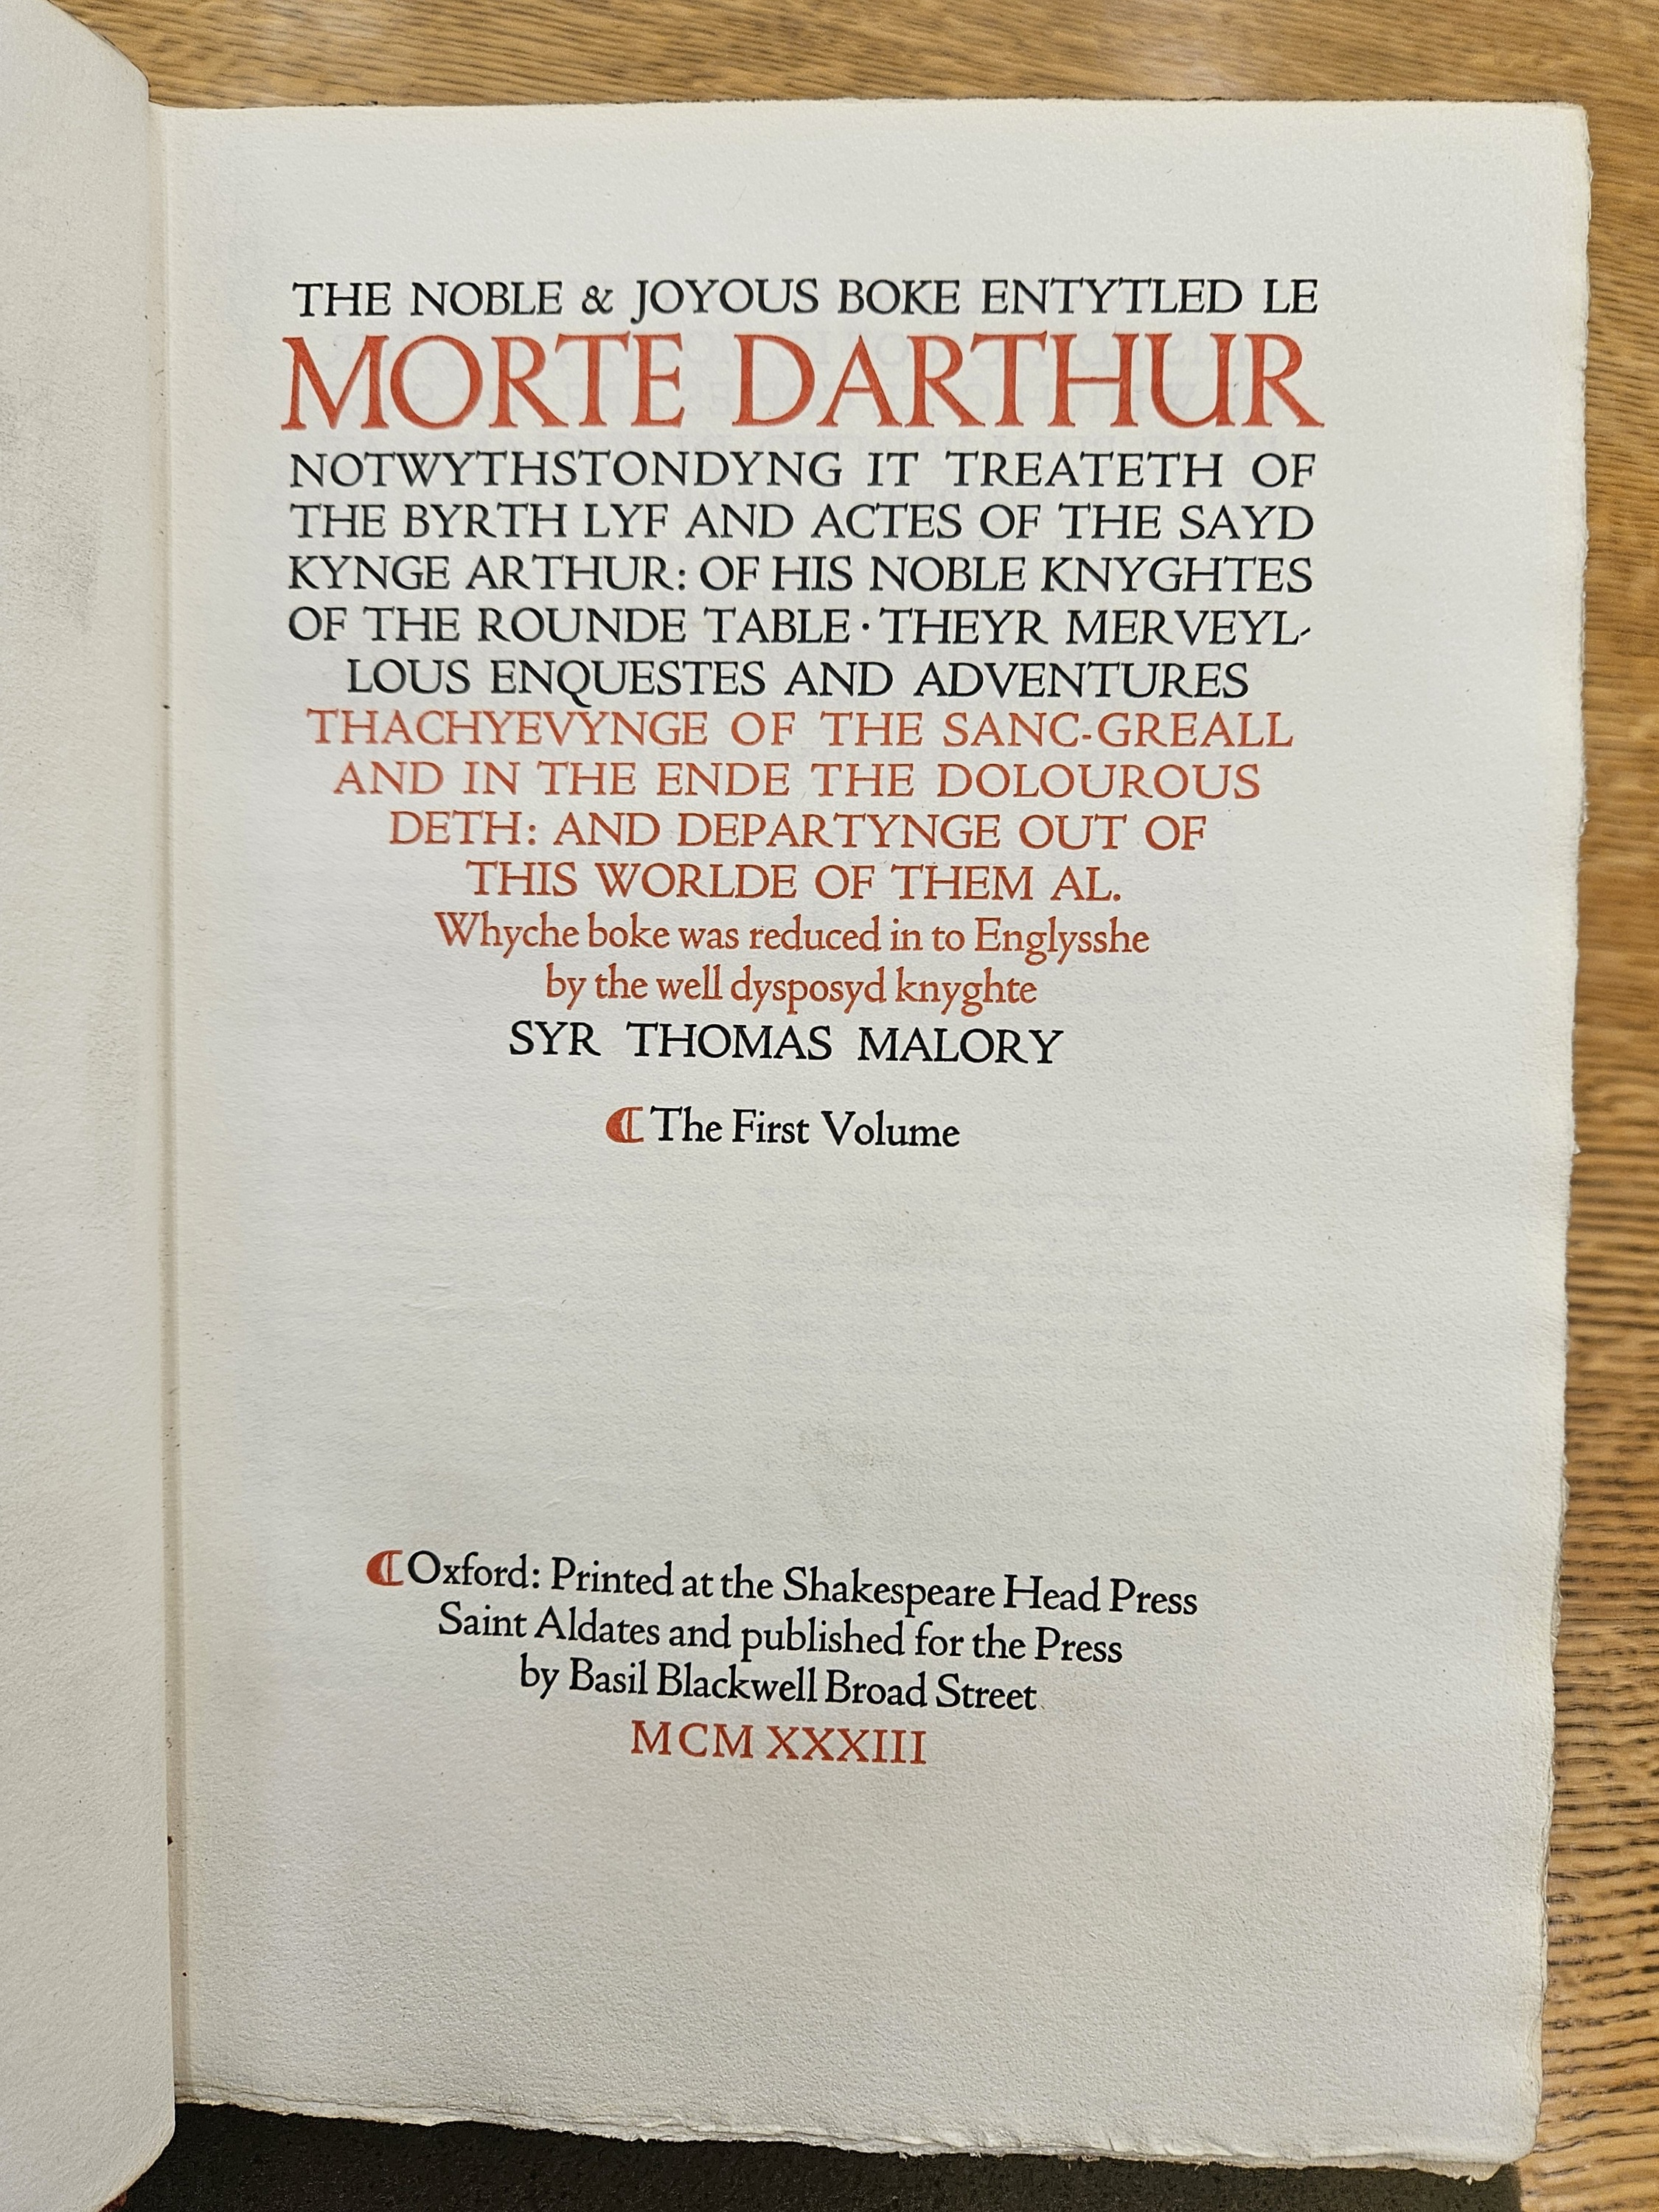 THE NOBLE & JOYOUS BOKE ENTYTLED LE
MORTE DARTHUR
NOTWYTHSTONDYNG IT TREATETH OF
THE BYRTH LYF AND ACTES OF THE SAYD
KYNGE ARTHUR: OF HIS NOBLE KNYGHTES
OF THE ROUNDE TABLE · THEYR MERVEYL-
LOUS ENQUESTES AND ADVENTURES
THACHYEVYNGE OF THE SANC-GREALL
AND IN THE ENDE THE DOLOUROUS
DETH: AND DEPARTYNGE OUT OF
THIS WORLDE OF THEM AL.
Whyche boke was reduced in to Englysshe
by the well dysposyd knyghte
SYR THOMAS MALORY
⁋ The First Volume
⁋ Oxford: Printed at the Shakespeare Head Press
Saint Aldates and published for the Press
by Basil Blackwell Broad Street
MCM XXXIII